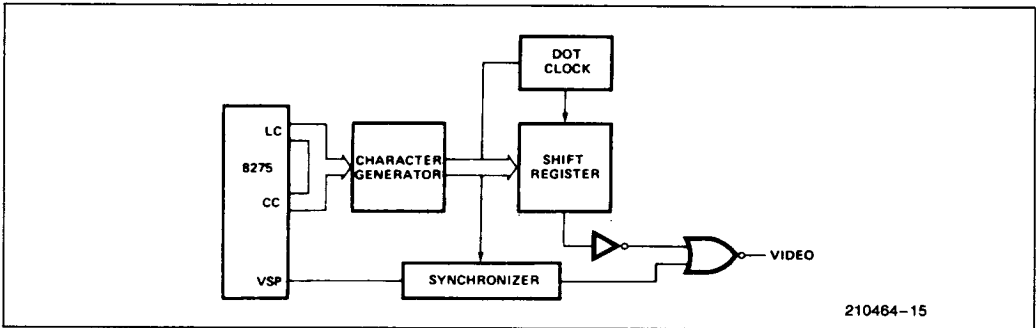 DOT
CLOCK
LC
8275
CC
VSP
CHARACTER
GENERATOR
SHIFT
REGISTER
SYNCHRONIZER
VIDEO
210464-15